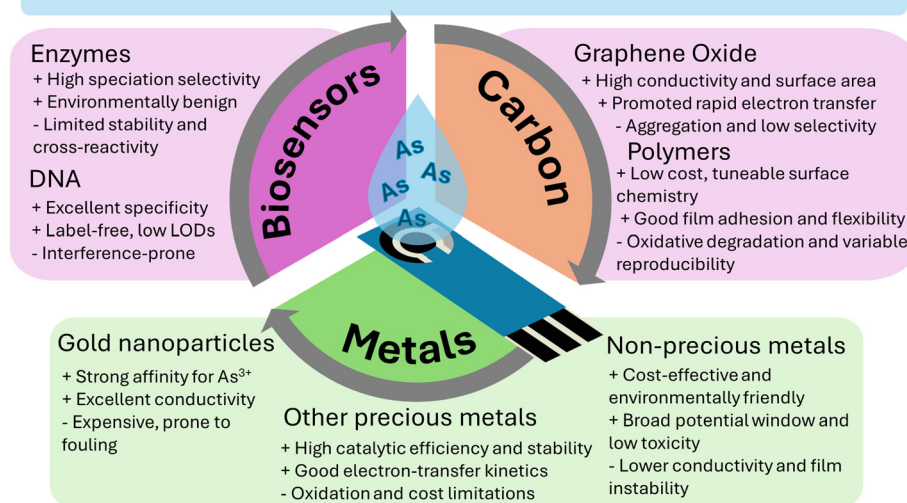 Enzymes
+ High speciation selectivity
+ Environmentally benign
- Limited stability and
cross-reactivity
DNA
+ Excellent specificity
+ Label-free, low LODs
- Interference-prone
Biosensors
Carbon
As
As
As
As
Graphene Oxide
+ High conductivity and surface area
+ Promoted rapid electron transfer
- Aggregation and low selectivity
Polymers
+ Low cost, tuneable surface
chemistry
+ Good film adhesion and flexibility
- Oxidative degradation and variable
reproducibility
Metals
Gold nanoparticles
+ Strong affinity for As³⁺
+ Excellent conductivity
- Expensive, prone to
fouling
Other precious metals
+ High catalytic efficiency and stability
+ Good electron-transfer kinetics
- Oxidation and cost limitations
Non-precious metals
+ Cost-effective and
environmentally friendly
+ Broad potential window and
low toxicity
- Lower conductivity and film
instability